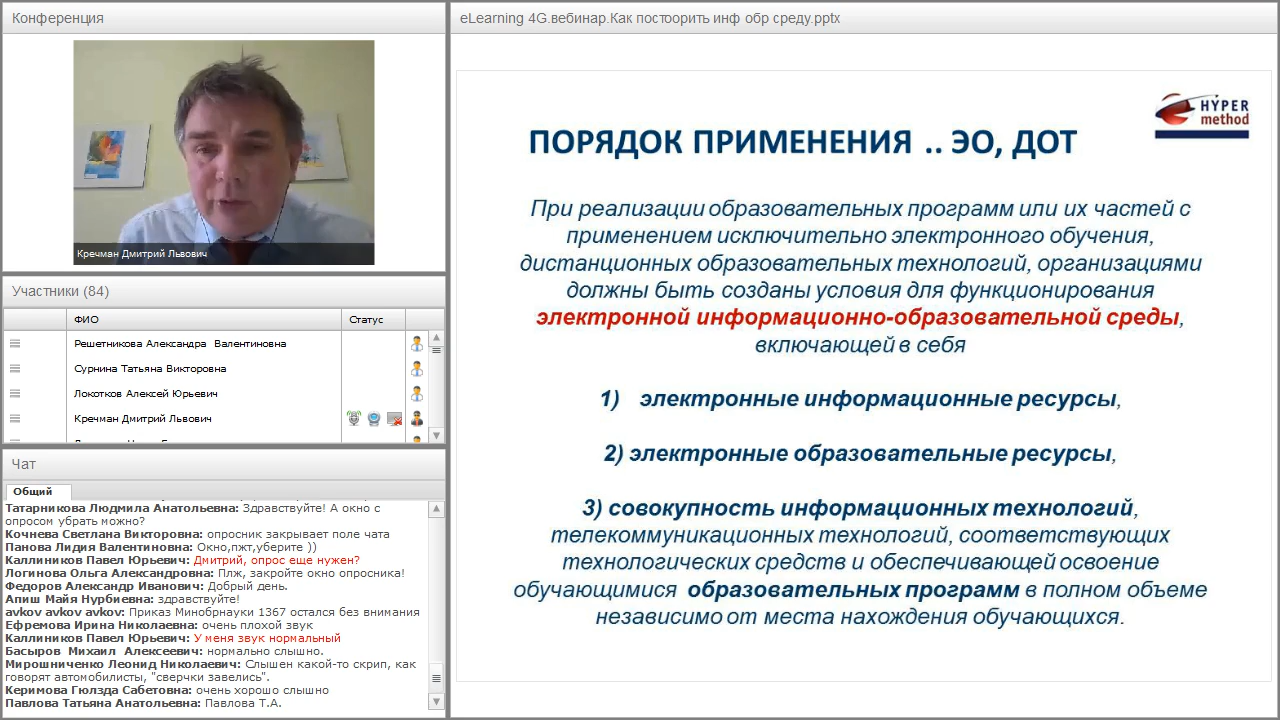 Конференция
Кречман Дмитрий Львович
Участники (84)
ФИО
Статус
Решетникова Александра Валентиновна
Сурнина Татьяна Викторовна
Локотков Алексей Юрьевич
Кречман Дмитрий Львович
Чат
Общий
Татарникова Людмила Анатольевна: Здравствуйте! А окно с
опросом убрать можно?
Кочнева Светлана Викторовна: опросник закрывает поле чата
Панова Лидия Валентиновна: Окно,пжт,уберите ))
Каллиников Павел Юрьевич: Дмитрий, опрос еще нужен?
Логинова Ольга Александровна: Плж, закройте окно опросника!
Федоров Александр Иванович: Добрый день.
Апиш Майя Нурбиевна: здравствуйте!
avkov avkov avkov: Приказ Минобрнауки 1367 остался без внимания
Ефремова Ирина Николаевна: очень плохой звук
Каллиников Павел Юрьевич: У меня звук нормальный
Басыров Михаил Алексеевич: нормально слышно.
Мирошниченко Леонид Николаевич: Слышен какой-то скрип, как
говорят автомобилисты, "сверчки завелись".
Керимова Гюлзда Сабетовна: очень хорошо слышно
Павлова Татьяна Анатольевна: Павлова Т.А.
eLearning 4G.вебинар.Как постоорить инф обр среду.pptx
HYPER
method
ПОРЯДОК ПРИМЕНЕНИЯ .. ЭО, ДОТ
При реализации образовательных программ или их частей с
применением исключительно электронного обучения,
дистанционных образовательных технологий, организациями
должны быть созданы условия для функционирования
электронной информационно-образовательной среды,
включающей в себя
1) электронные информационные ресурсы,
2) электронные образовательные ресурсы,
3) совокупность информационных технологий,
телекоммуникационных технологий, соответствующих
технологических средств и обеспечивающей освоение
обучающимися образовательных программ в полном объеме
независимо от места нахождения обучающихся.